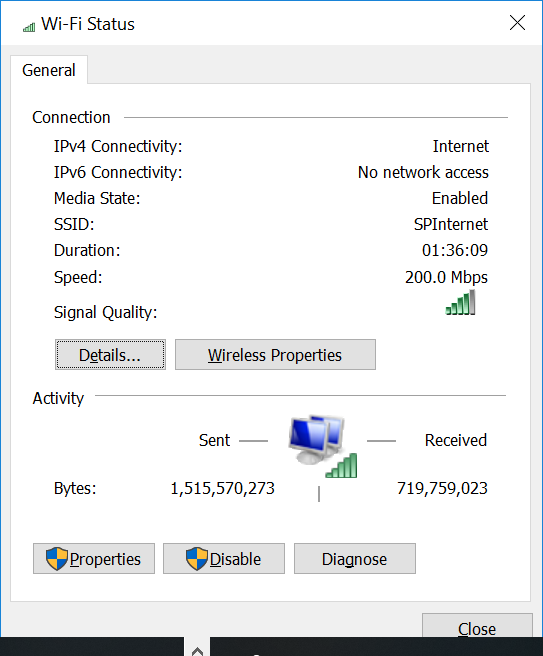 Wi-Fi Status
General
Connection
IPv4 Connectivity: Internet
IPv6 Connectivity: No network access
Media State: Enabled
SSID: SPInternet
Duration: 01:36:09
Speed: 200.0 Mbps
Signal Quality:
Details... Wireless Properties
Activity
Sent Received
Bytes: 1,515,570,273 719,759,023
Properties Disable Diagnose
Close